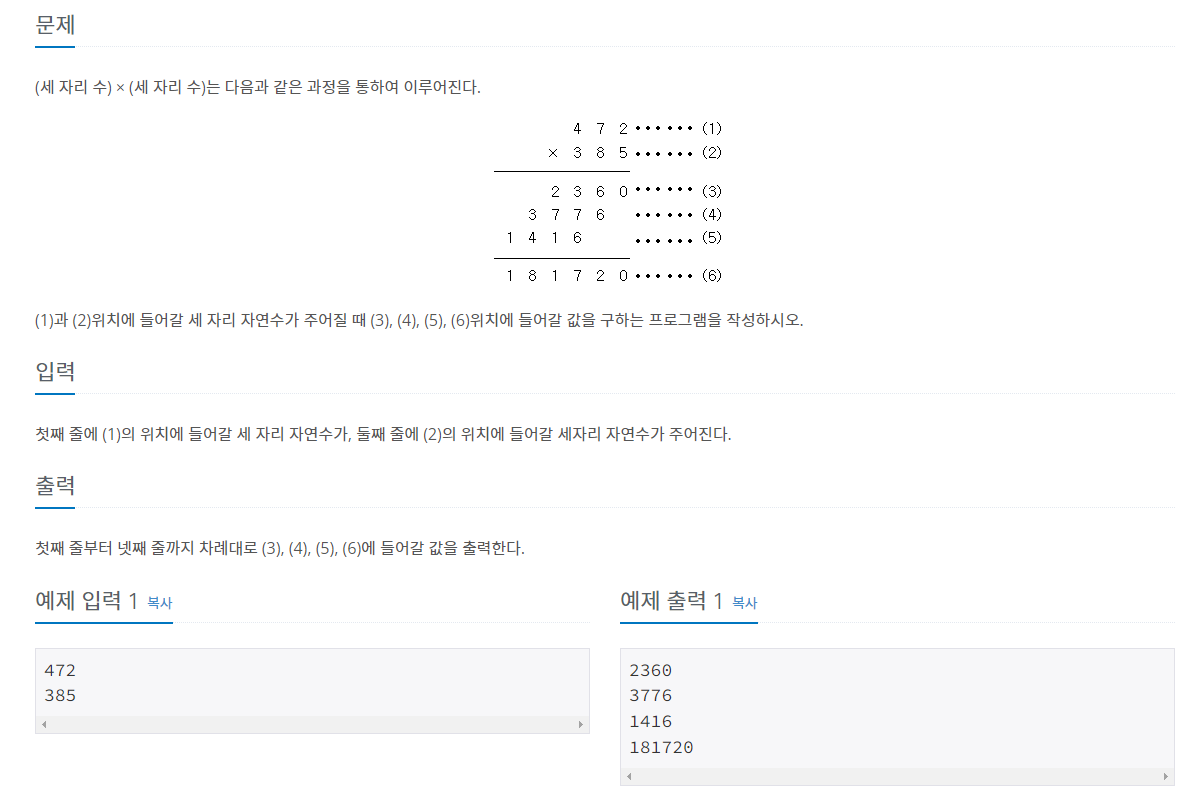 문제
(세 자리 수) × (세 자리 수)는 다음과 같은 과정을 통하여 이루어진다.
4 7 2 •••••• (1)
× 3 8 5 •••••• (2)
2 3 6 0 •••••• (3)
3 7 7 6 •••••• (4)
1 4 1 6 •••••• (5)
1 8 1 7 2 0 •••••• (6)
(1)과 (2)위치에 들어갈 세 자리 자연수가 주어질 때 (3), (4), (5), (6)위치에 들어갈 값을 구하는 프로그램을 작성하시오.
입력
첫째 줄에 (1)의 위치에 들어갈 세 자리 자연수가, 둘째 줄에 (2)의 위치에 들어갈 세자리 자연수가 주어진다.
출력
첫째 줄부터 넷째 줄까지 차례대로 (3), (4), (5), (6)에 들어갈 값을 출력한다.
예제 입력 1 복사
472
385
예제 출력 1 복사
2360
3776
1416
181720